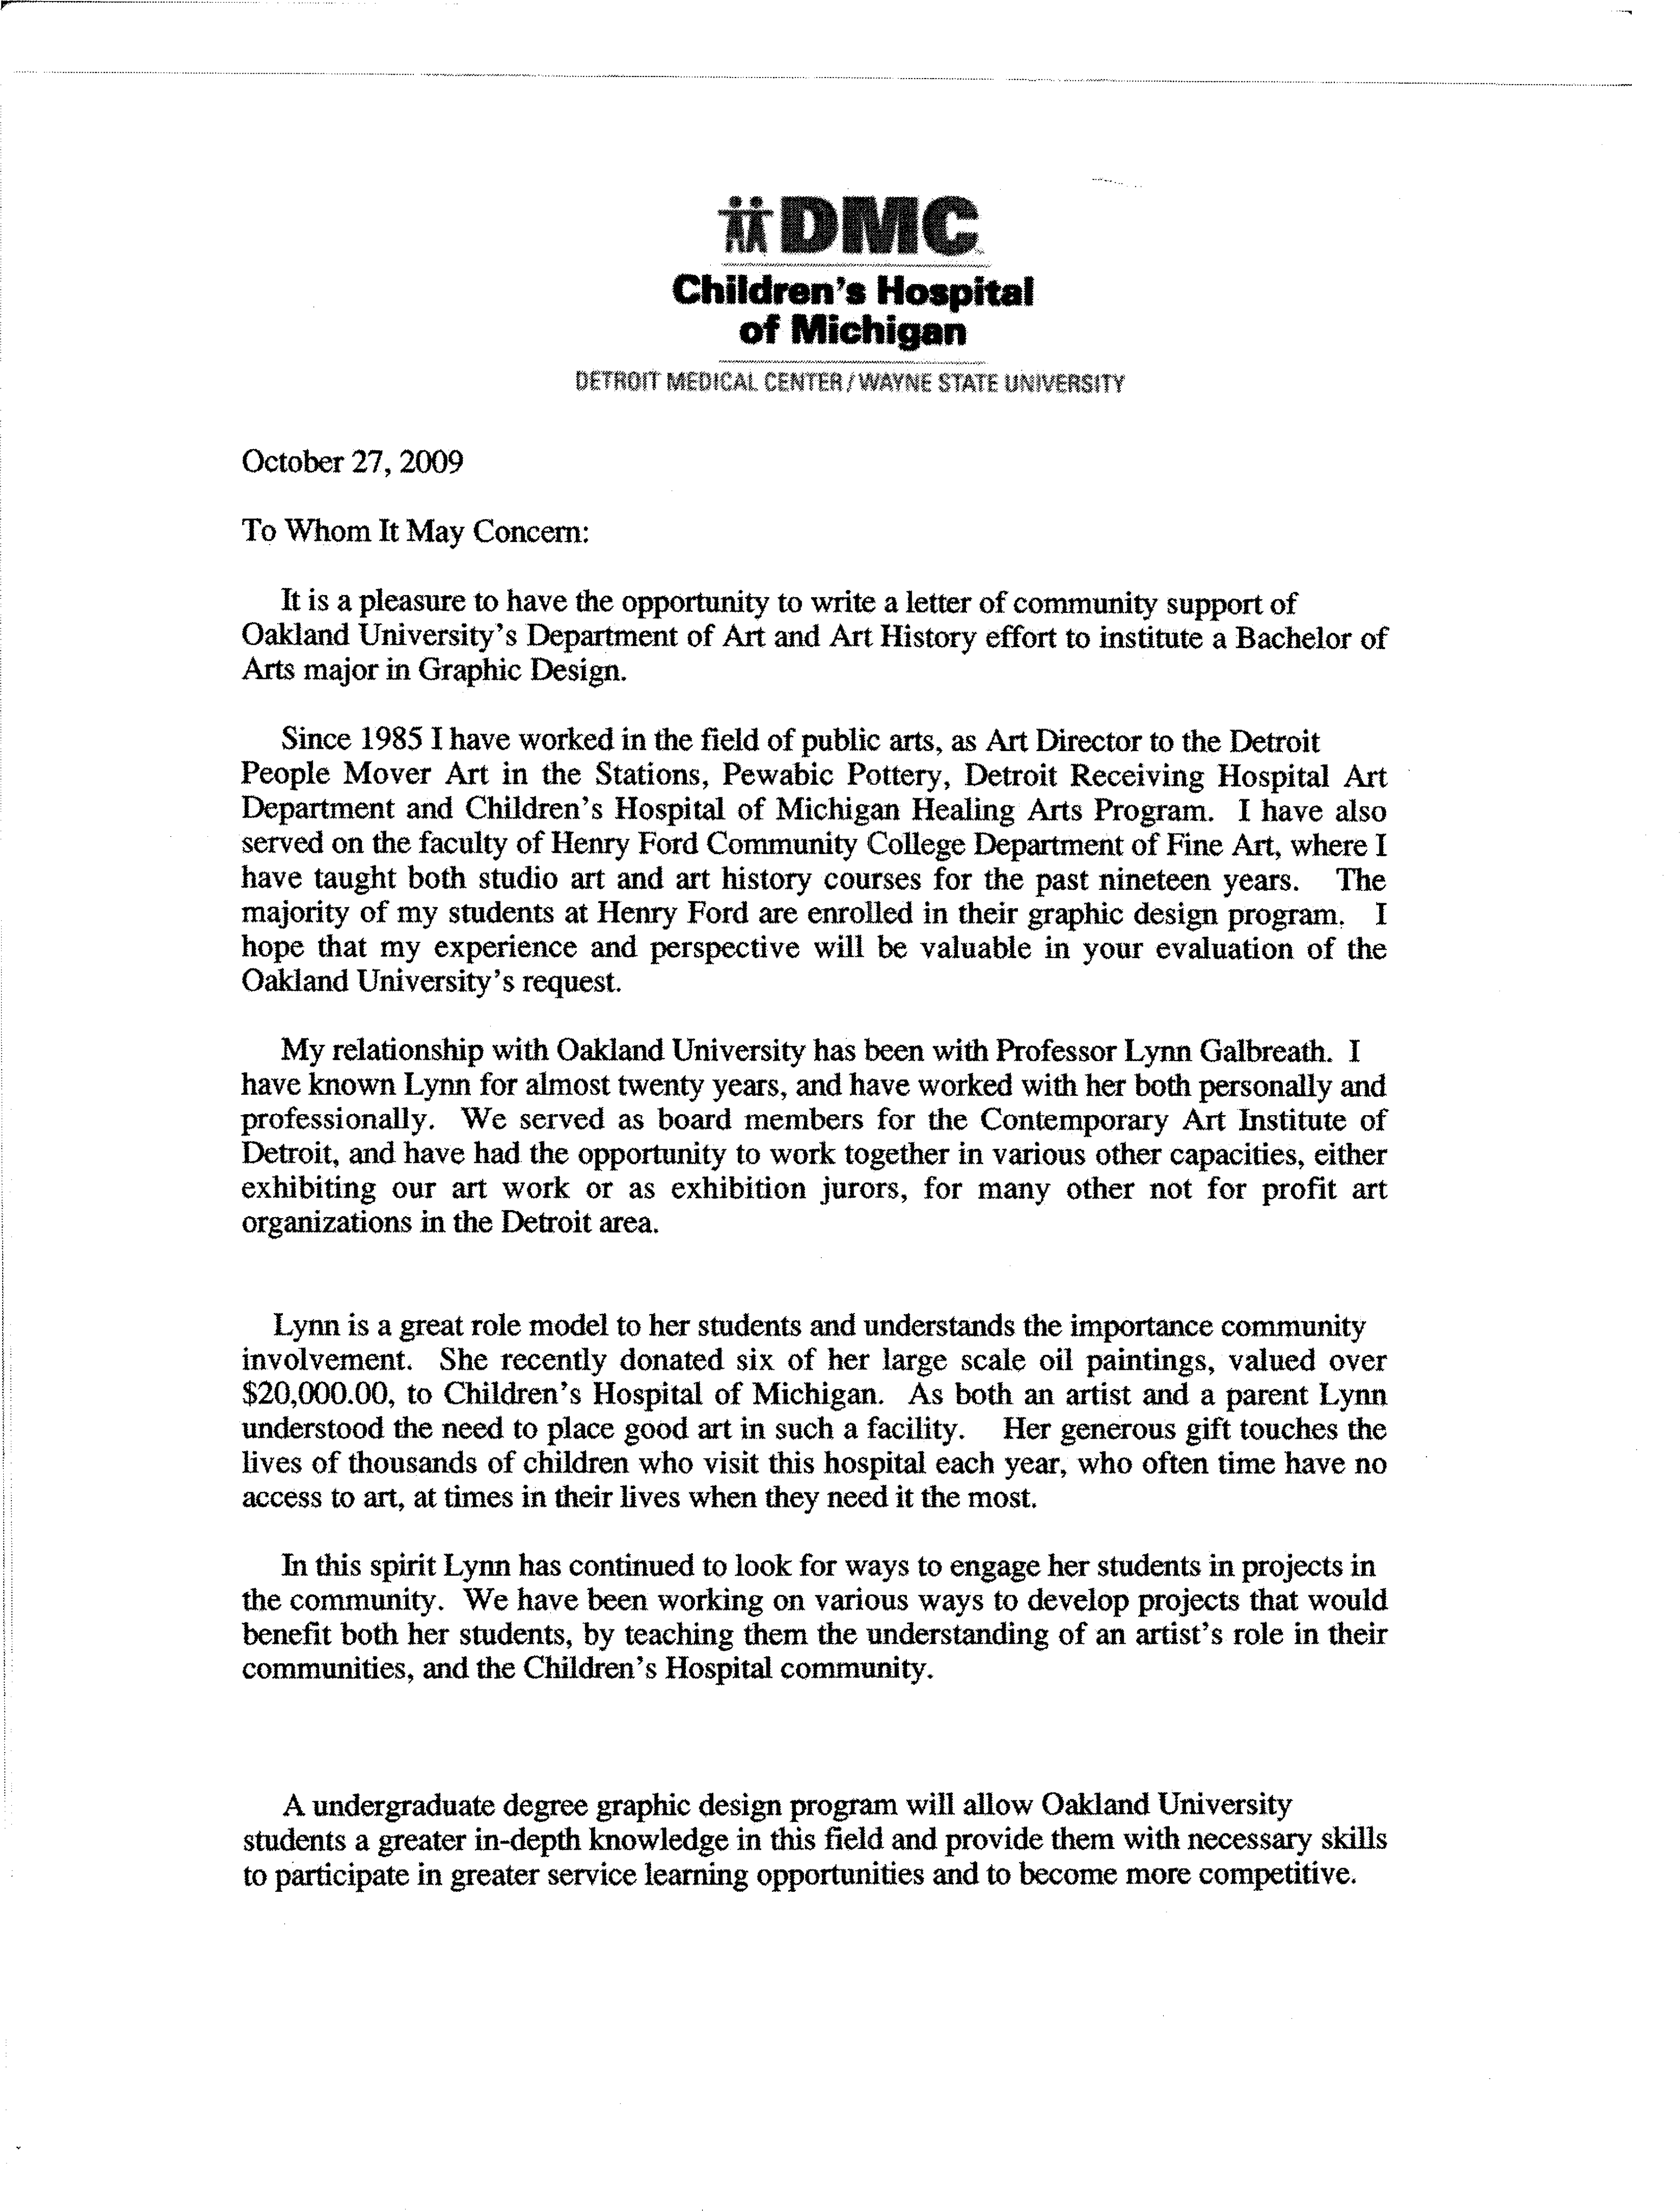 DMC
Children's Hospital
of Michigan
DETROIT MEDICAL CENTER / WAYNE STATE UNIVERSITY
October 27, 2009
To Whom It May Concern:
It is a pleasure to have the opportunity to write a letter of community support of
Oakland University's Department of Art and Art History effort to institute a Bachelor of
Arts major in Graphic Design.
Since 1985 I have worked in the field of public arts, as Art Director to the Detroit
People Mover Art in the Stations, Pewabic Pottery, Detroit Receiving Hospital Art
Department and Children's Hospital of Michigan Healing Arts Program. I have also
served on the faculty of Henry Ford Community College Department of Fine Art, where I
have taught both studio art and art history courses for the past nineteen years. The
majority of my students at Henry Ford are enrolled in their graphic design program. I
hope that my experience and perspective will be valuable in your evaluation of the
Oakland University's request.
My relationship with Oakland University has been with Professor Lynn Galbreath. I
have known Lynn for almost twenty years, and have worked with her both personally and
professionally. We served as board members for the Contemporary Art Institute of
Detroit, and have had the opportunity to work together in various other capacities, either
exhibiting our art work or as exhibition jurors, for many other not for profit art
organizations in the Detroit area.
Lynn is a great role model to her students and understands the importance community
involvement. She recently donated six of her large scale oil paintings, valued over
$20,000.00, to Children's Hospital of Michigan. As both an artist and a parent Lynn
understood the need to place good art in such a facility. Her generous gift touches the
lives of thousands of children who visit this hospital each year, who often time have no
access to art, at times in their lives when they need it the most.
In this spirit Lynn has continued to look for ways to engage her students in projects in
the community. We have been working on various ways to develop projects that would
benefit both her students, by teaching them the understanding of an artist's role in their
communities, and the Children's Hospital community.
A undergraduate degree graphic design program will allow Oakland University
students a greater in-depth knowledge in this field and provide them with necessary skills
to participate in greater service learning opportunities and to become more competitive.